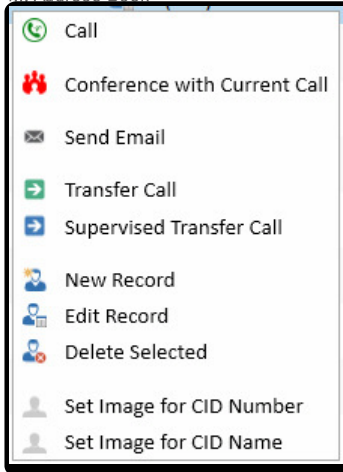 Call
Conference with Current Call
Send Email
Transfer Call
Supervised Transfer Call
New Record
Edit Record
Delete Selected
Set Image for CID Number
Set Image for CID Name